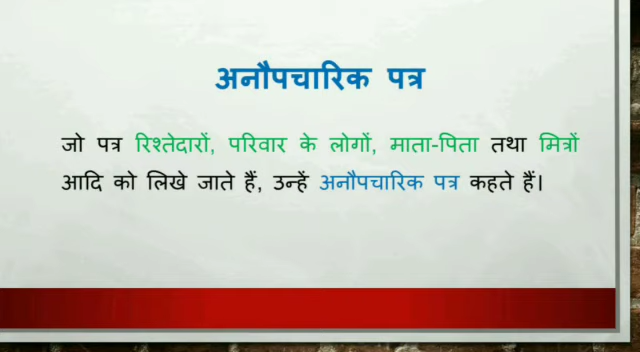 अनौपचारिक पत्र
जो पत्र रिश्तेदारों, परिवार के लोगों, माता-पिता तथा मित्रों
आदि को लिखे जाते हैं, उन्हें अनौपचारिक पत्र कहते हैं।